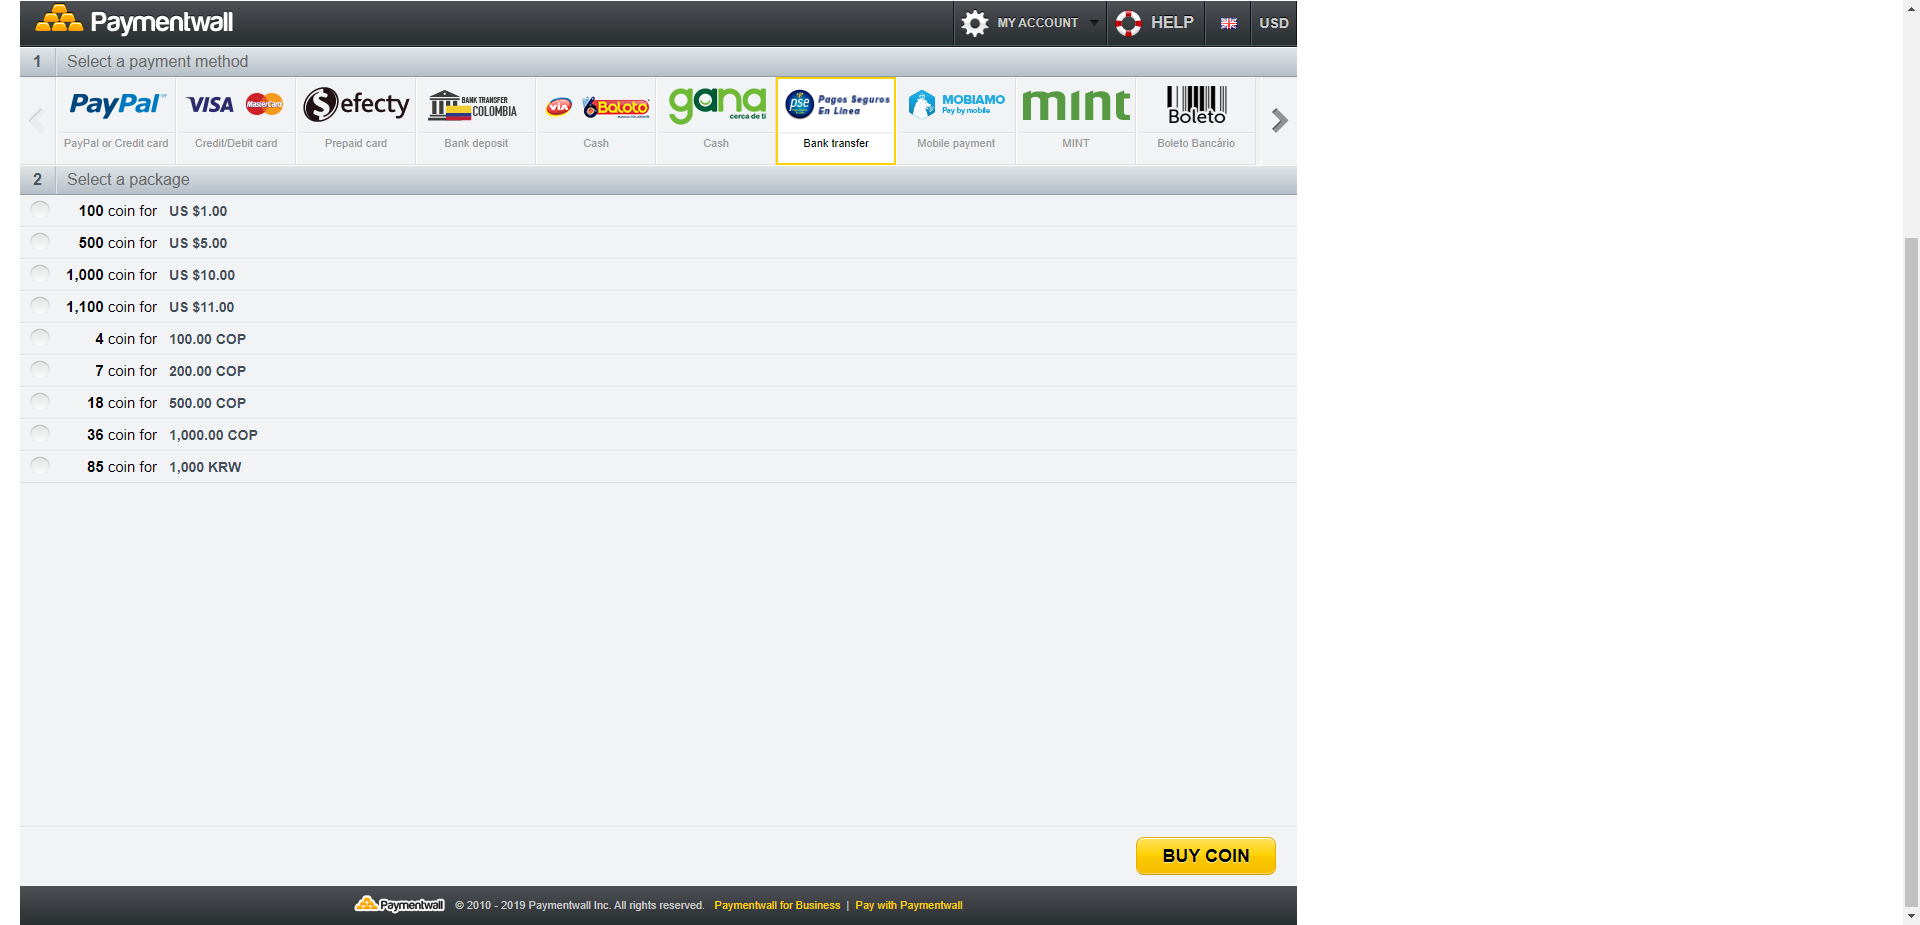 Paymentwall
MY ACCOUNT
HELP
USD
1 Select a payment method
PayPal
VISA MasterCard
efecty
BANK TRANSFER
COLOMBIA
VIA Baloto
gana
cerca de ti
pse Pagos Seguros
En Linea
MOBIAMO
Pay by mobile
mınt
Boleto
PayPal or Credit card
Credit/Debit card
Prepaid card
Bank deposit
Cash
Cash
Bank transfer
Mobile payment
MINT
Boleto Bancário
2 Select a package
100 coin for US $1.00
500 coin for US $5.00
1,000 coin for US $10.00
1,100 coin for US $11.00
4 coin for 100.00 COP
7 coin for 200.00 COP
18 coin for 500.00 COP
36 coin for 1,000.00 COP
85 coin for 1,000 KRW
BUY COIN
Paymentwall © 2010 - 2019 Paymentwall Inc. All rights reserved. Paymentwall for Business | Pay with Paymentwall